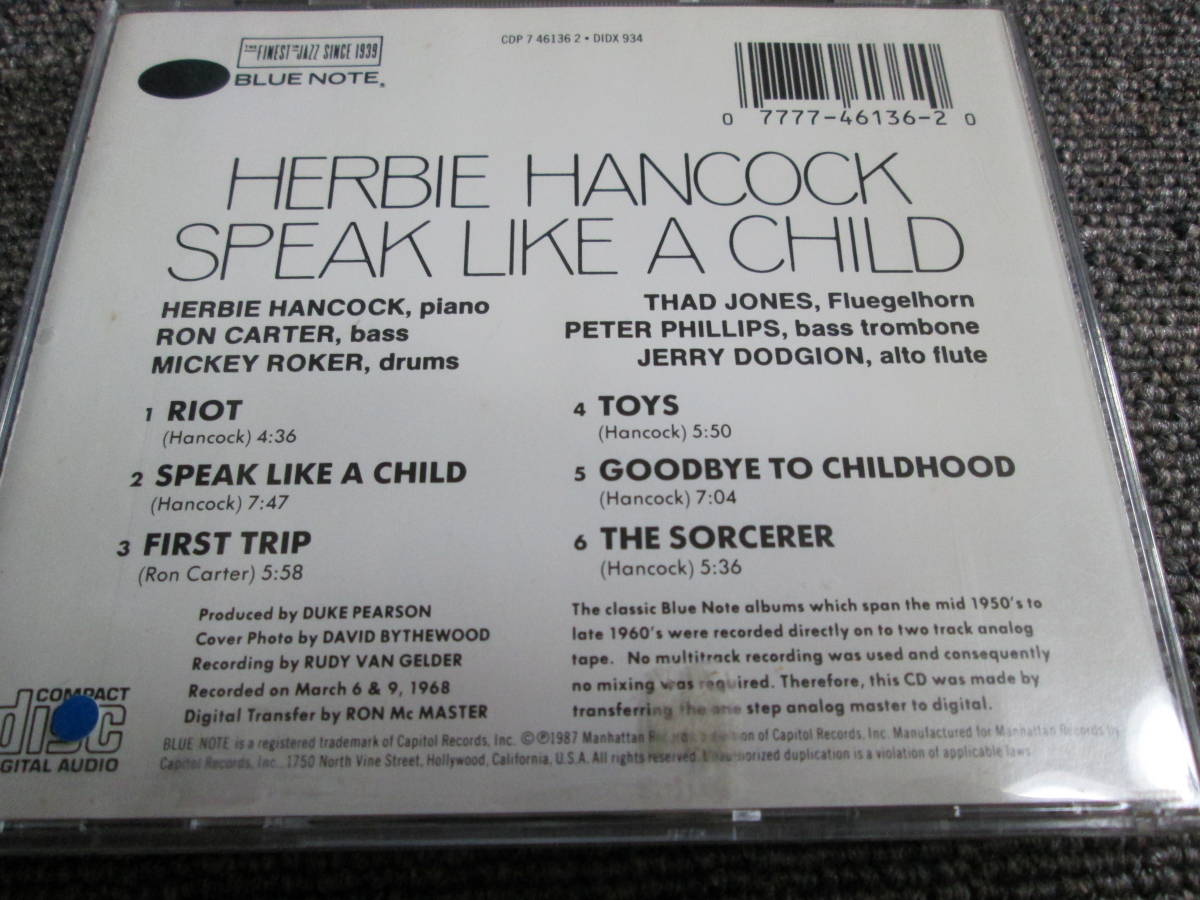 THE FINEST IN JAZZ SINCE 1939
BLUE NOTE®
CDP 7 46136 2 • DIDX 934
0 7777-46136-2 0
HERBIE HANCOCK
SPEAK LIKE A CHILD
HERBIE HANCOCK, piano
RON CARTER, bass
MICKEY ROKER, drums
THAD JONES, Fluegelhorn
PETER PHILLIPS, bass trombone
JERRY DODGION, alto flute
1 RIOT
(Hancock) 4:36
2 SPEAK LIKE A CHILD
(Hancock) 7:47
3 FIRST TRIP
(Ron Carter) 5:58
4 TOYS
(Hancock) 5:50
5 GOODBYE TO CHILDHOOD
(Hancock) 7:04
6 THE SORCERER
(Hancock) 5:36
Produced by DUKE PEARSON
Cover Photo by DAVID BYTHEWOOD
Recording by RUDY VAN GELDER
Recorded on March 6 & 9, 1968
Digital Transfer by RON Mc MASTER
The classic Blue Note albums which span the mid 1950's to
late 1960's were recorded directly on to two track analog
tape. No multitrack recording was used and consequently
no mixing was required. Therefore, this CD was made by
transferring the one step analog master to digital.
COMPACT
disc
DIGITAL AUDIO
BLUE NOTE is a registered trademark of Capitol Records, Inc. ©℗1987 Manhattan Records, a division of Capitol Records, Inc. Manufactured for Manhattan Records by
Capitol Records, Inc., 1750 North Vine Street, Hollywood, California, U.S.A. All rights reserved. Unauthorized duplication is a violation of applicable laws